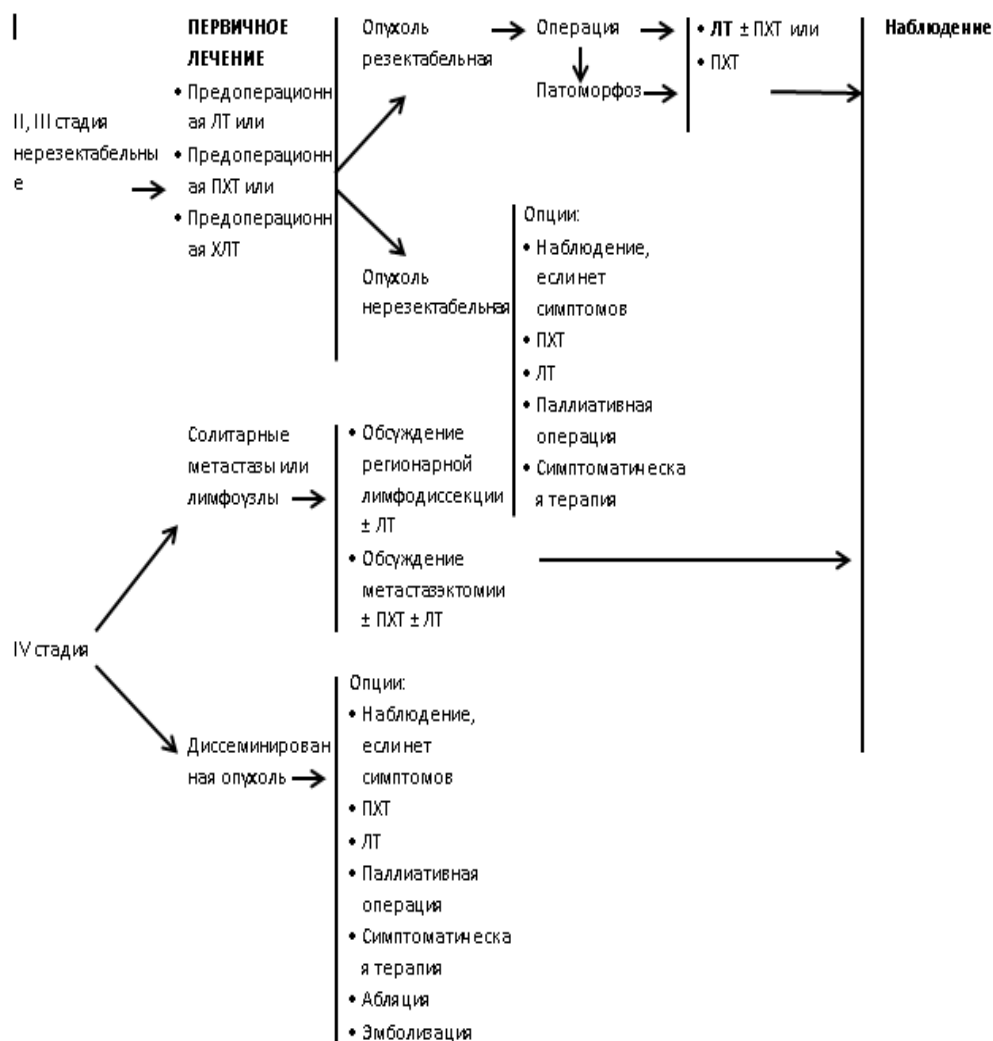 ПЕРВИЧНОЕ
ЛЕЧЕНИЕ
• Предоперационн
ая ЛТ или
• Предоперационн
ая ПХТ или
• Предоперационн
ая ХЛТ
II, III стадия
нерезектабельны
е
Опухоль
резектабельная
Операция
Патоморфоз
• ЛТ ± ПХТ или
• ПХТ
Наблюдение
Опухоль
нерезектабельная
Опции:
• Наблюдение,
если нет
симптомов
• ПХТ
• ЛТ
• Паллиативная
операция
• Симптоматическа
я терапия
IV стадия
Солитарные
метастазы или
лимфоузлы
• Обсуждение
регионарной
лимфодиссекции
± ЛТ
• Обсуждение
метастазэктомии
± ПХТ ± ЛТ
Диссеминирован
ная опухоль
Опции:
• Наблюдение,
если нет
симптомов
• ПХТ
• ЛТ
• Паллиативная
операция
• Симптоматическа
я терапия
• Абляция
• Эмболизация